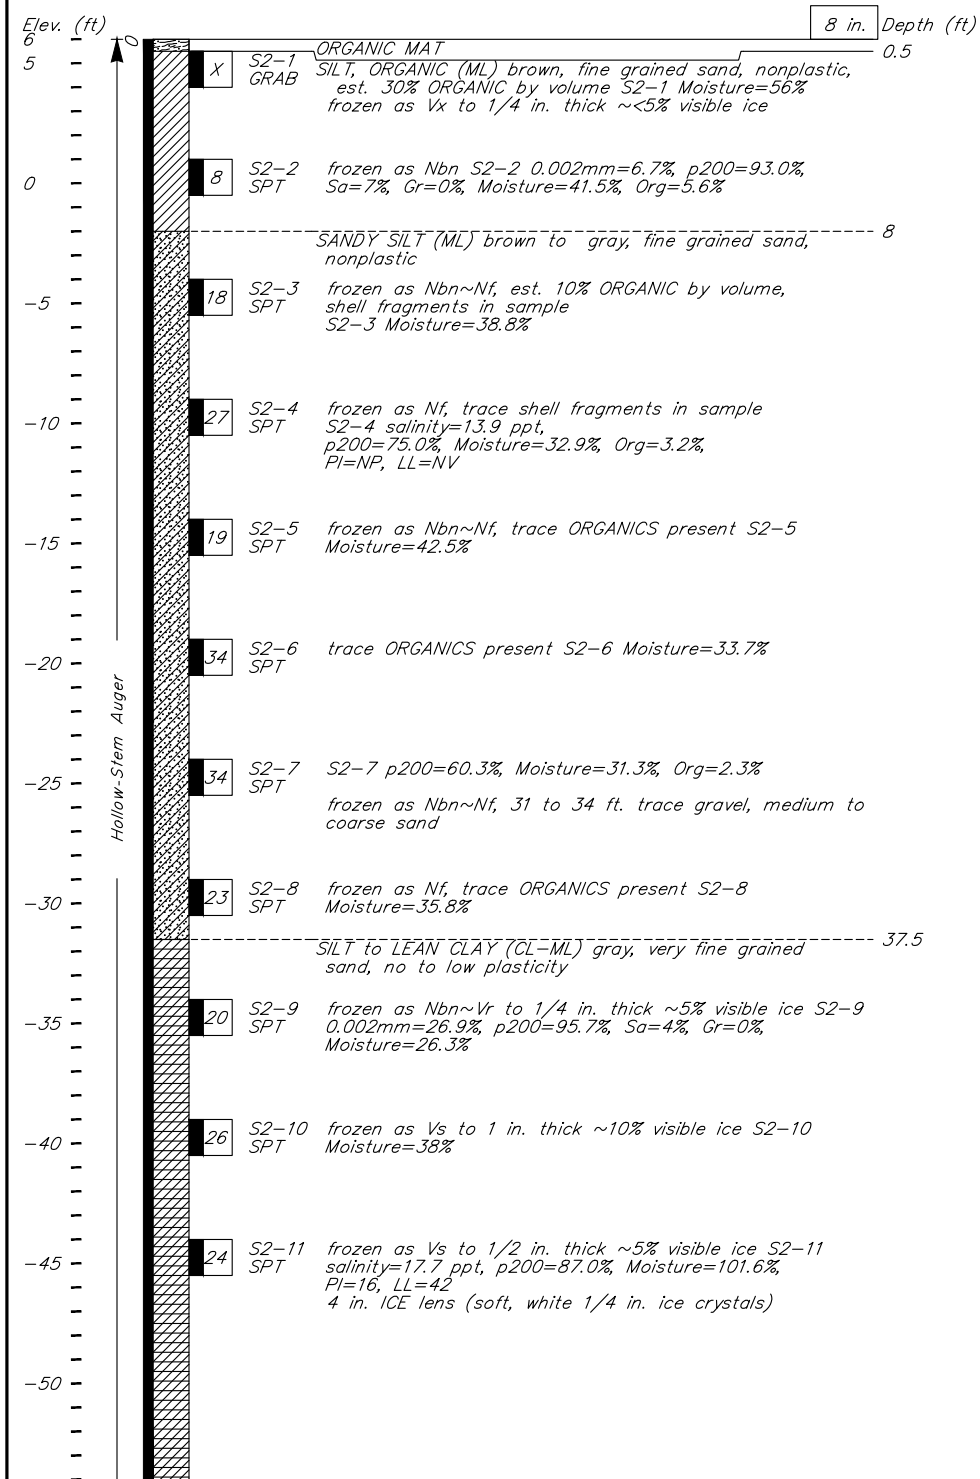 Elev. (ft)
8 in.
Depth (ft)
6
0
ORGANIC MAT
0.5
5
X
S2-1
GRAB
SILT, ORGANIC (ML) brown, fine grained sand, nonplastic,
est. 30% ORGANIC by volume S2-1 Moisture=56%
frozen as Vx to 1/4 in. thick ~<5% visible ice
0
8
S2-2
SPT
frozen as Nbn S2-2 0.002mm=6.7%, p200=93.0%,
Sa=7%, Gr=0%, Moisture=41.5%, Org=5.6%
8
SANDY SILT (ML) brown to gray, fine grained sand,
nonplastic
-5
18
S2-3
SPT
frozen as Nbn~Nf, est. 10% ORGANIC by volume,
shell fragments in sample
S2-3 Moisture=38.8%
-10
27
S2-4
SPT
frozen as Nf, trace shell fragments in sample
S2-4 salinity=13.9 ppt,
p200=75.0%, Moisture=32.9%, Org=3.2%,
PI=NP, LL=NV
-15
19
S2-5
SPT
frozen as Nbn~Nf, trace ORGANICS present S2-5
Moisture=42.5%
-20
34
S2-6
SPT
trace ORGANICS present S2-6 Moisture=33.7%
Hollow-Stem Auger
-25
34
S2-7
SPT
S2-7 p200=60.3%, Moisture=31.3%, Org=2.3%
frozen as Nbn~Nf, 31 to 34 ft. trace gravel, medium to
coarse sand
-30
23
S2-8
SPT
frozen as Nf, trace ORGANICS present S2-8
Moisture=35.8%
37.5
SILT to LEAN CLAY (CL-ML) gray, very fine grained
sand, no to low plasticity
-35
20
S2-9
SPT
frozen as Nbn~Vr to 1/4 in. thick ~5% visible ice S2-9
0.002mm=26.9%, p200=95.7%, Sa=4%, Gr=0%,
Moisture=26.3%
-40
26
S2-10
SPT
frozen as Vs to 1 in. thick ~10% visible ice S2-10
Moisture=38%
-45
24
S2-11
SPT
frozen as Vs to 1/2 in. thick ~5% visible ice S2-11
salinity=17.7 ppt, p200=87.0%, Moisture=101.6%,
PI=16, LL=42
4 in. ICE lens (soft, white 1/4 in. ice crystals)
-50